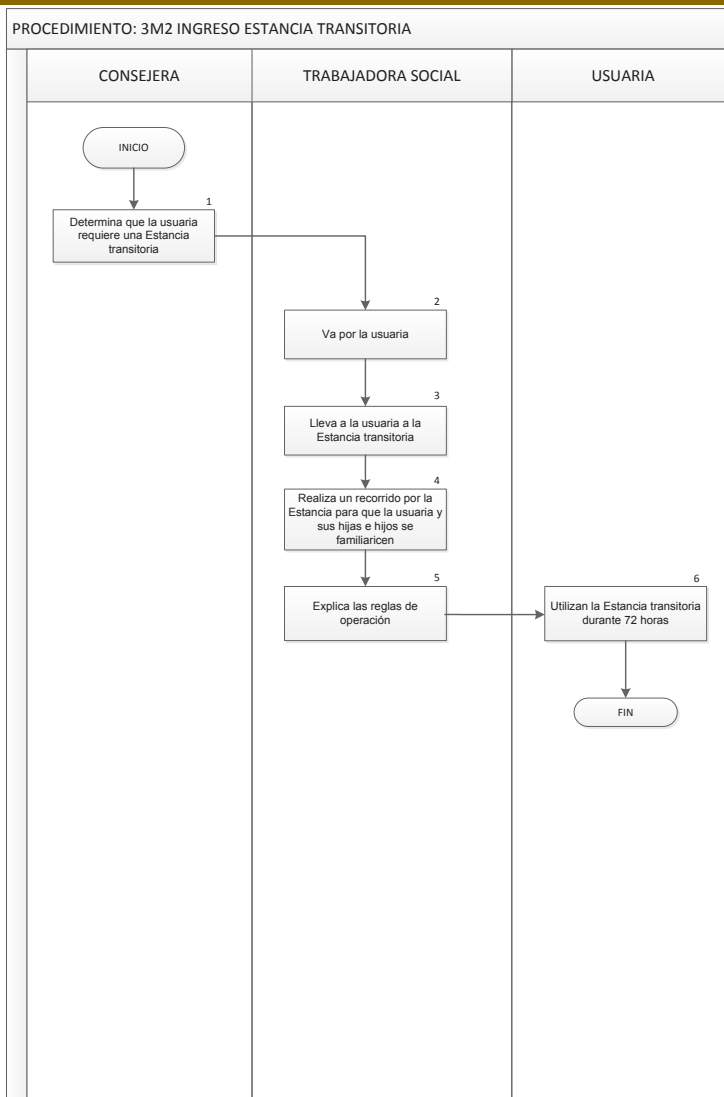 PROCEDIMIENTO: 3M2 INGRESO ESTANCIA TRANSITORIA
CONSEJERA
TRABAJADORA SOCIAL
USUARIA
INICIO
1
Determina que la usuaria
requiere una Estancia
transitoria
2
Va por la usuaria
3
Lleva a la usuaria a la
Estancia transitoria
4
Realiza un recorrido por la
Estancia para que la usuaria y
sus hijas e hijos se
familiaricen
5
Explica las reglas de
operación
6
Utilizan la Estancia transitoria
durante 72 horas
FIN